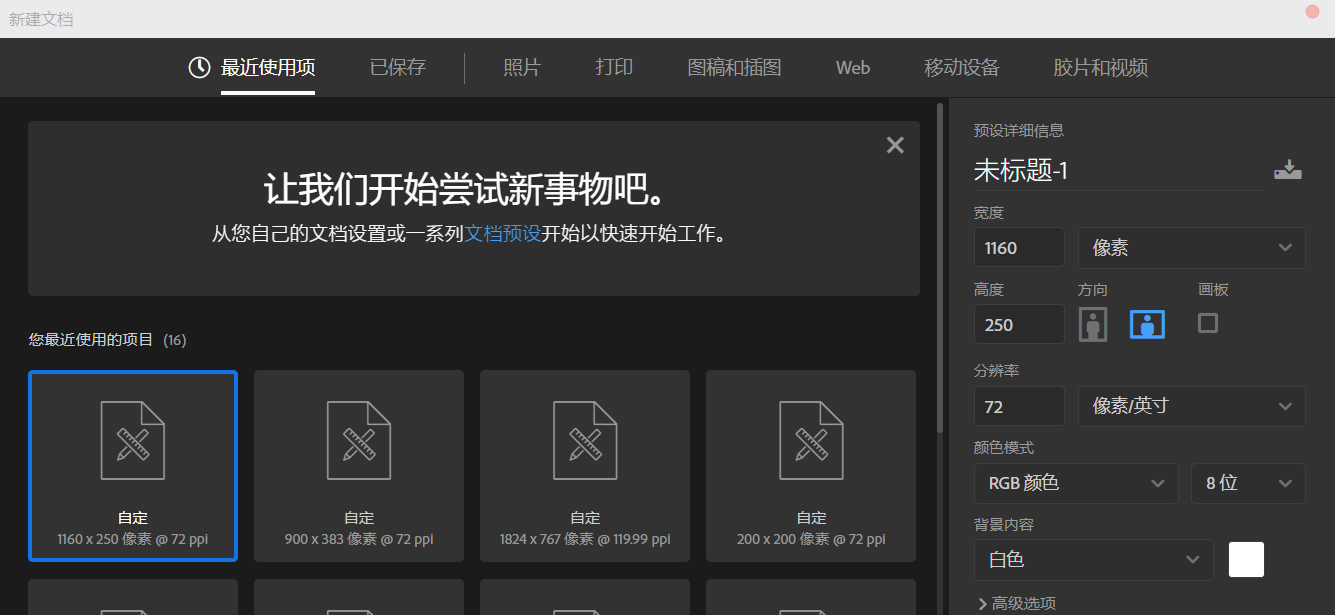 新建文档
最近使用项 已保存 照片 打印 图稿和插图 Web 移动设备 胶片和视频
让我们开始尝试新事物吧。
从您自己的文档设置或一系列文档预设开始以快速开始工作。
您最近使用的项目 (16)
自定 自定 自定 自定
1160 x 250 像素 @ 72 ppi 900 x 383 像素 @ 72 ppi 1824 x 767 像素 @ 119.99 ppi 200 x 200 像素 @ 72 ppi
预设详细信息
未标题-1
宽度
1160 像素
高度 方向 画板
250
分辨率
72 像素/英寸
颜色模式
RGB 颜色 8 位
背景内容
白色
高级选项